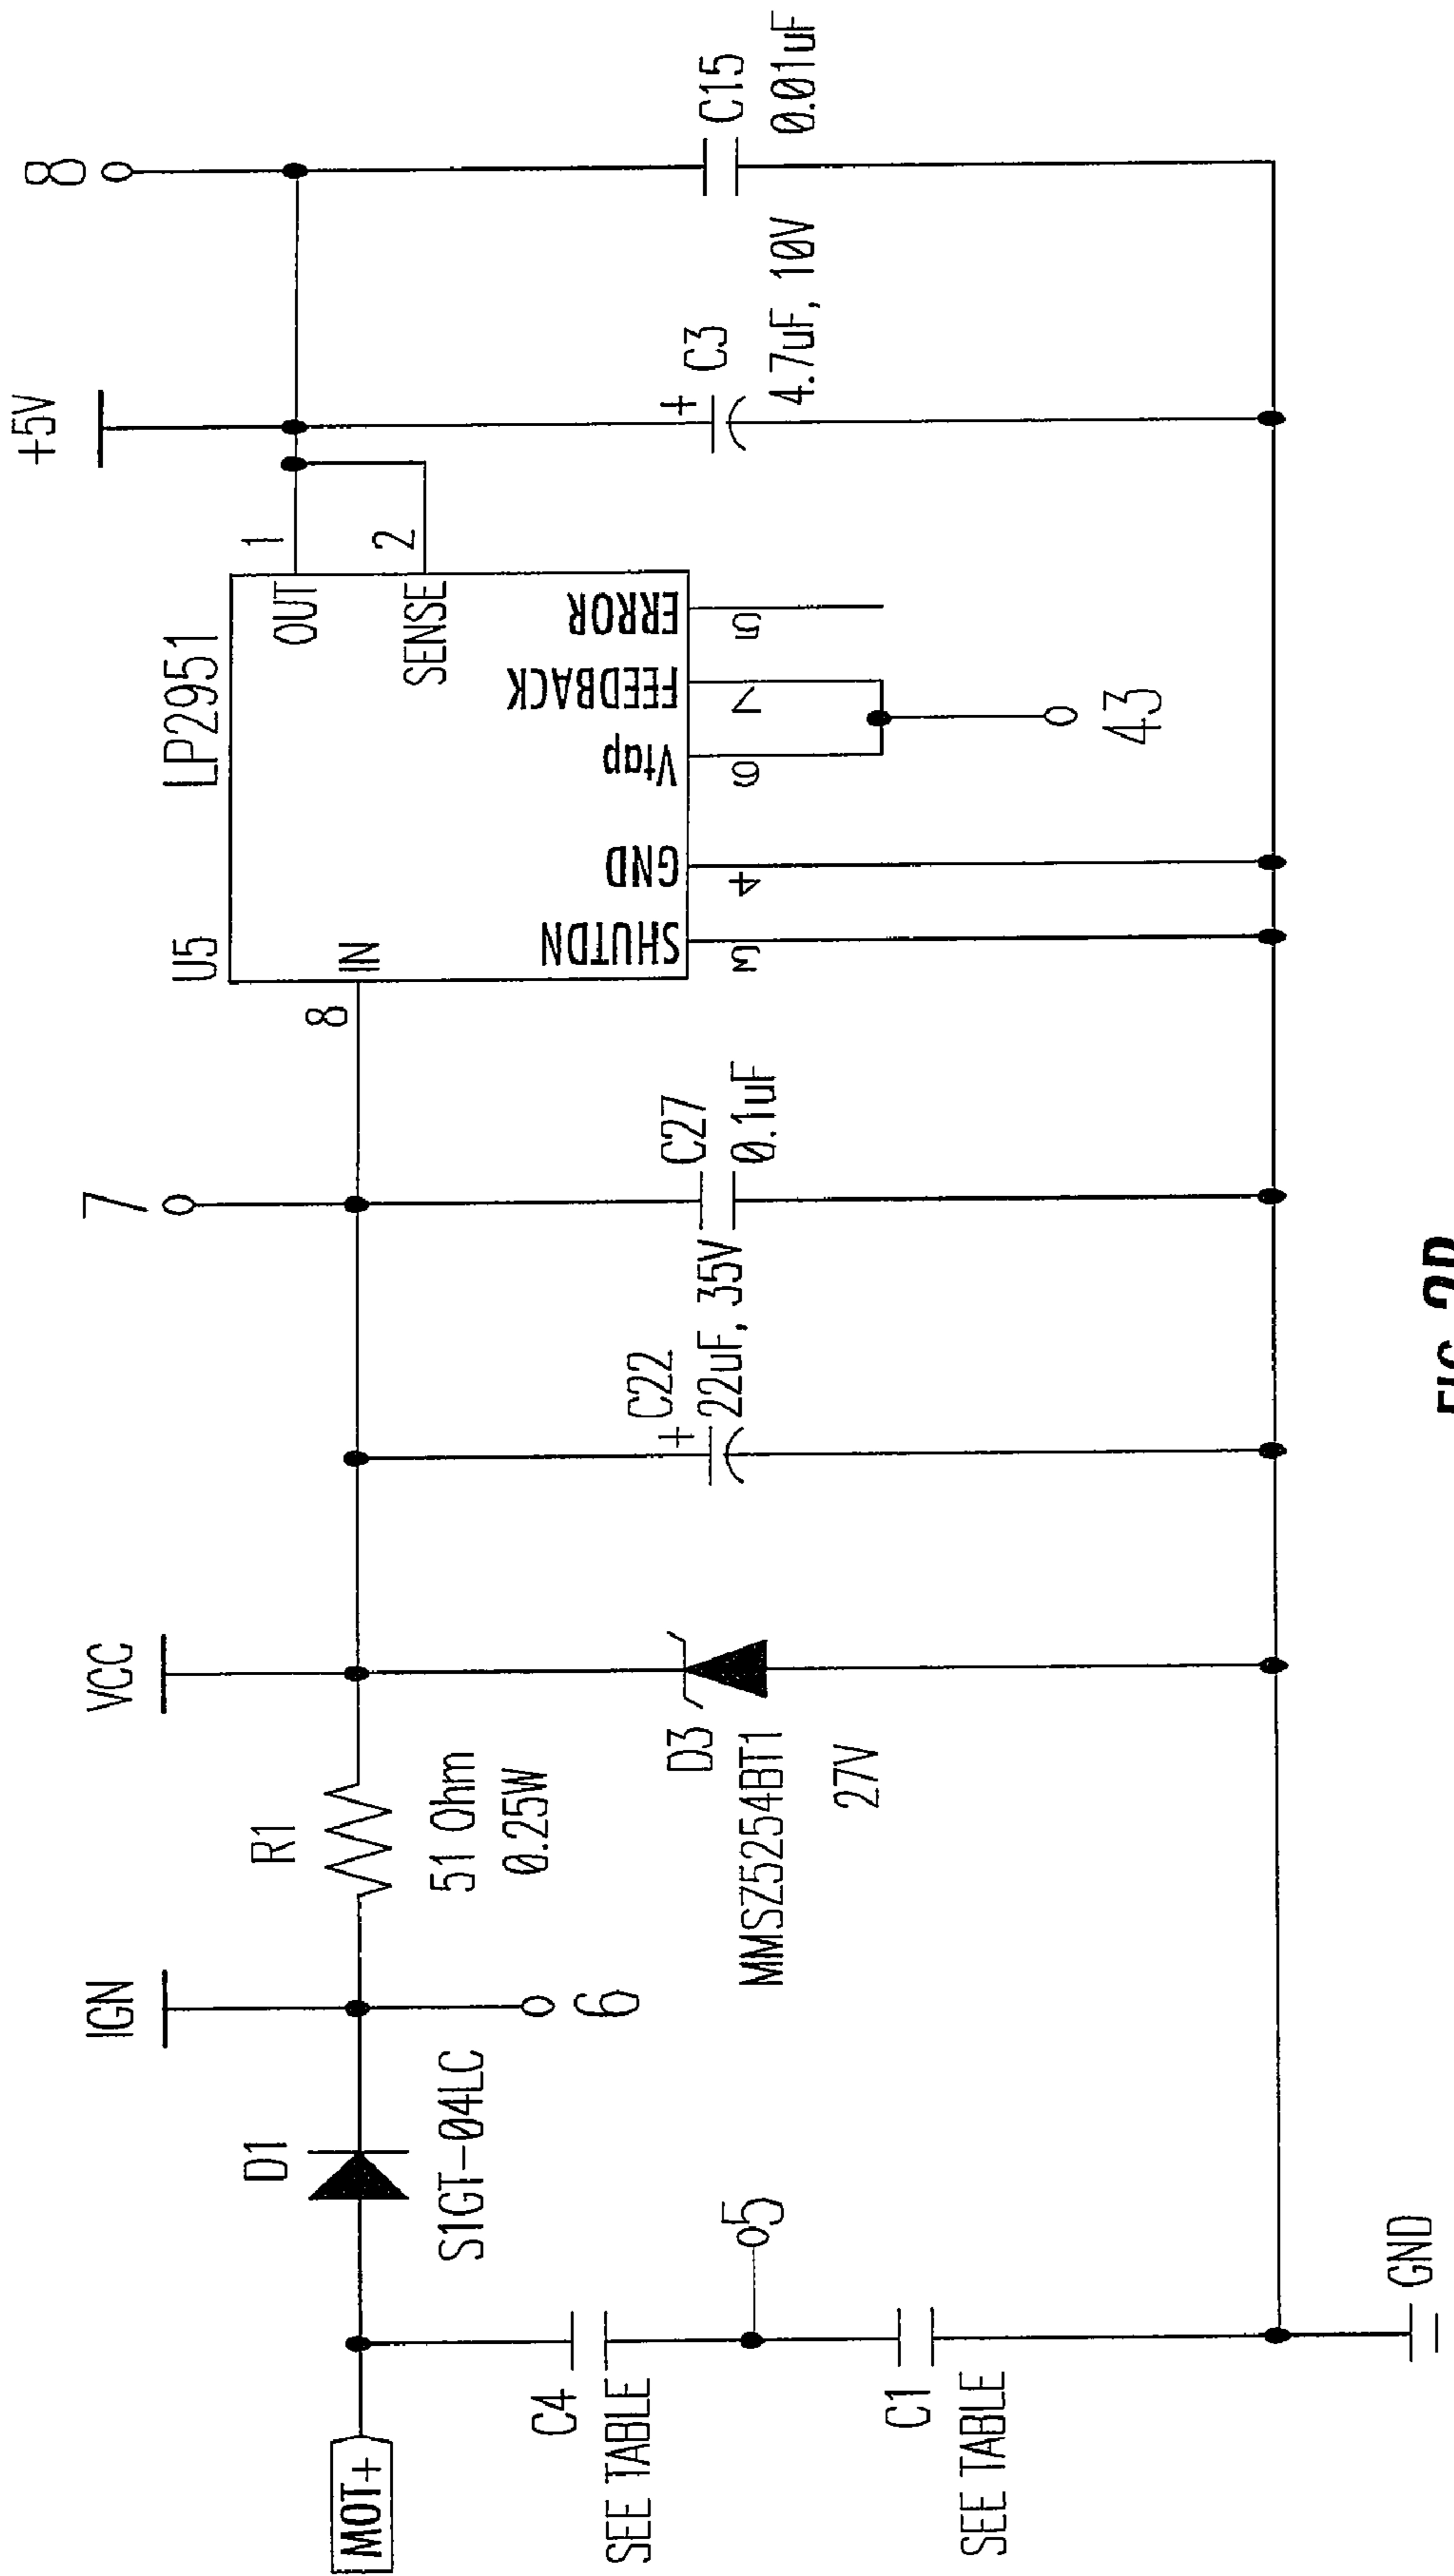 MOT+
C4
SEE TABLE
C1
SEE TABLE
5
GND
D1
S1GT-04LC
IGN
6
R1
51 Ohm
0.25W
VCC
D3
MMSZ5254BT1
27V
C22
+
22uF, 35V
7
C27
0.1uF
8
U5
LP2951
IN
OUT
1
SENSE
2
SHUTDN
3
GND
4
Vtap
6
FEEDBACK
7
ERROR
5
43
+5V
+
C3
4.7uF, 10V
8
C15
0.01uF